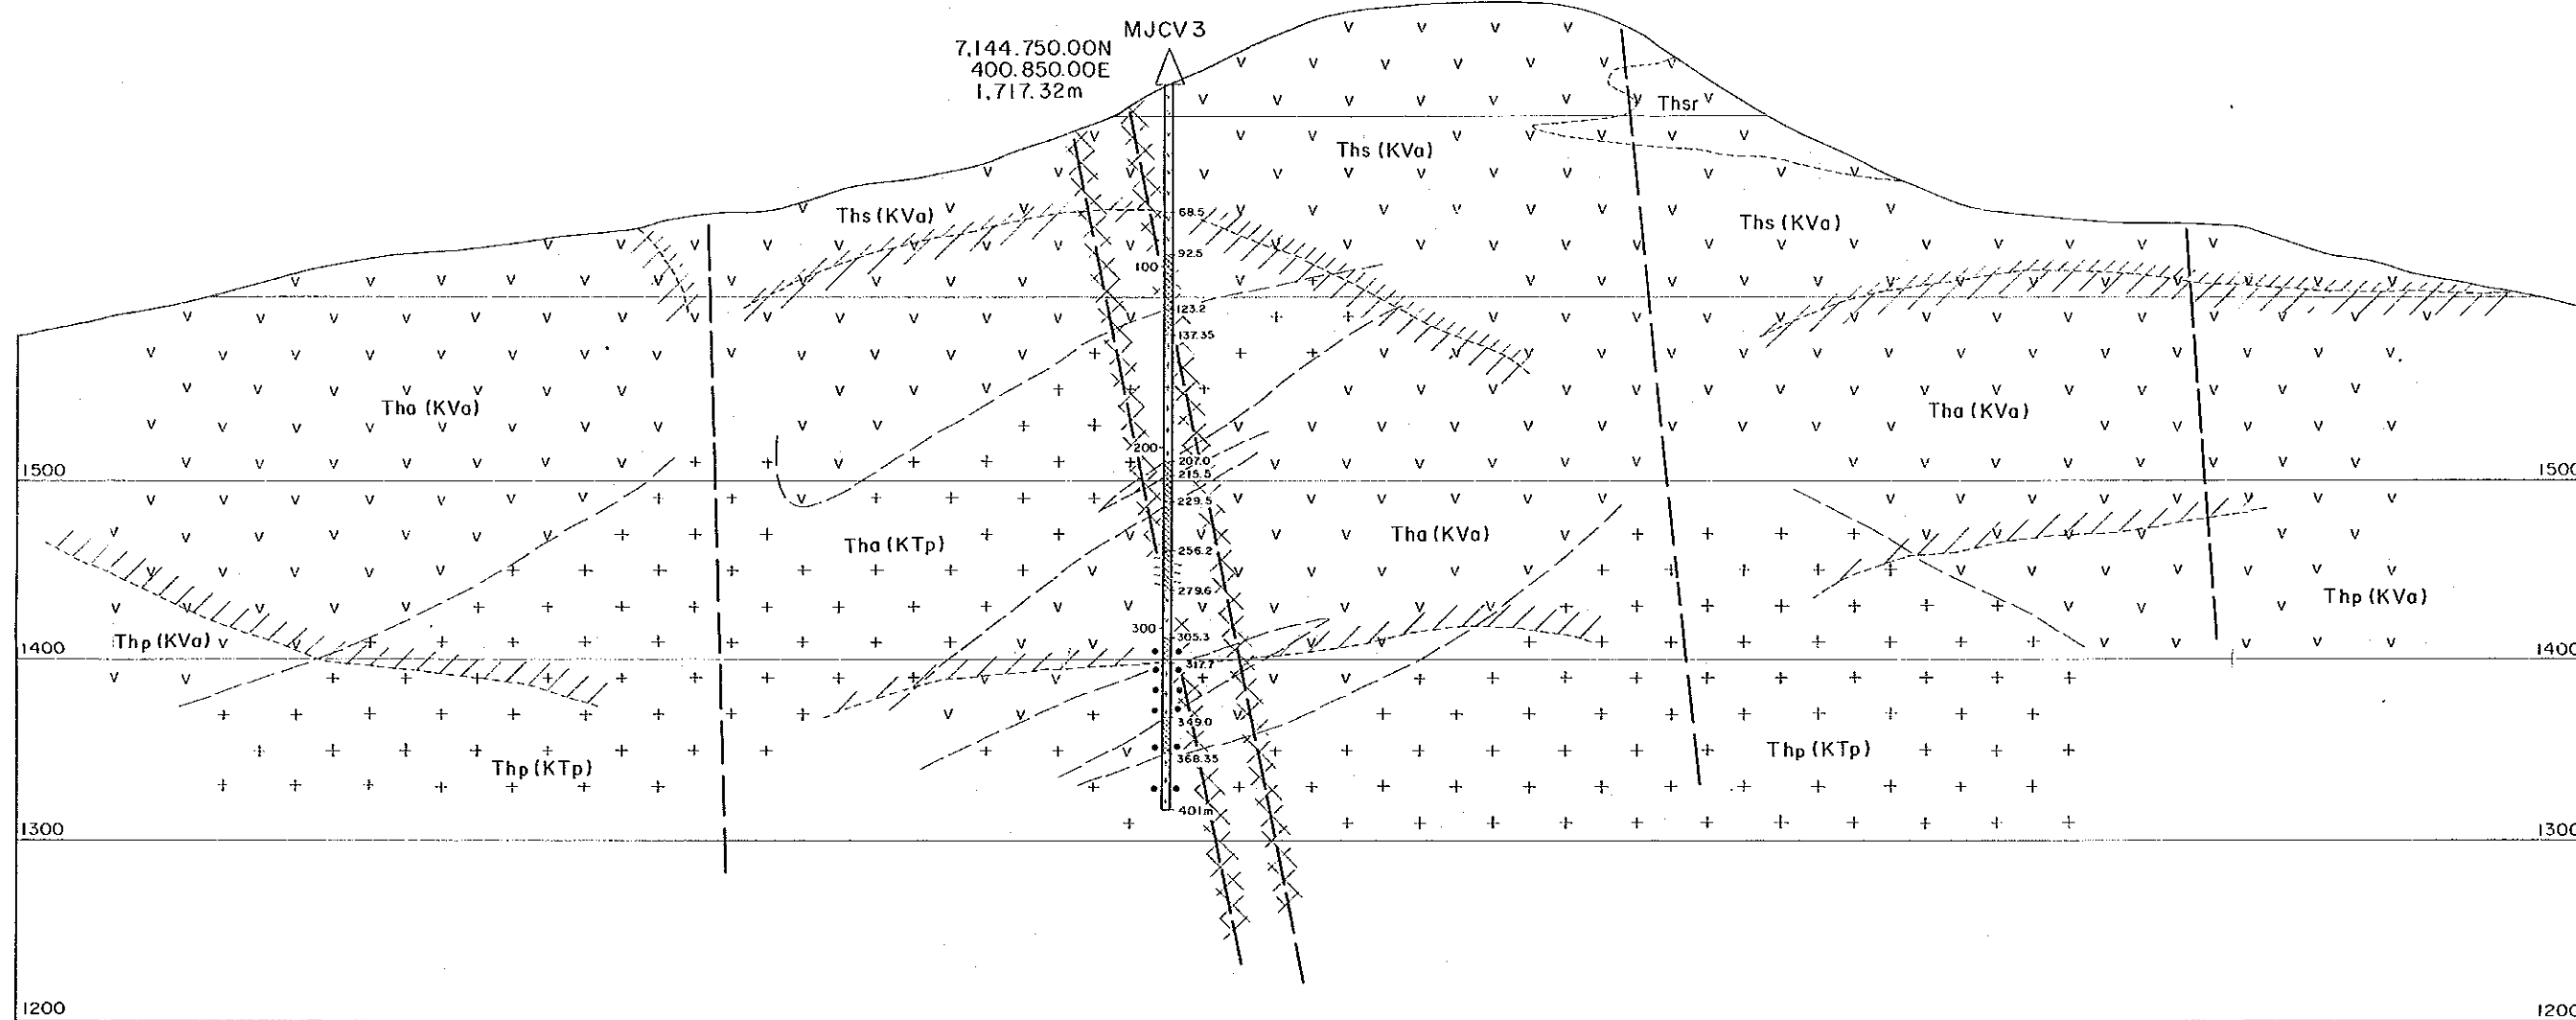 MJCV3
7,144.750.00N
400.850.00E
1,717.32m
Thsr
Ths (KVa)
Ths (KVa)
Ths (KVa)
68.5
92.5
100
123.2
137.35
Tha (KVa)
Tha (KVa)
200
207.0
215.5
1500
1500
229.5
Tha (KTp)
Tha (KVa)
256.2
279.6
Thp (KVa)
300
305.3
Thp (KVa)
1400
1400
317.7
349.0
Thp (KTp)
368.35
Thp (KTp)
401m
1300
1300
1200
1200